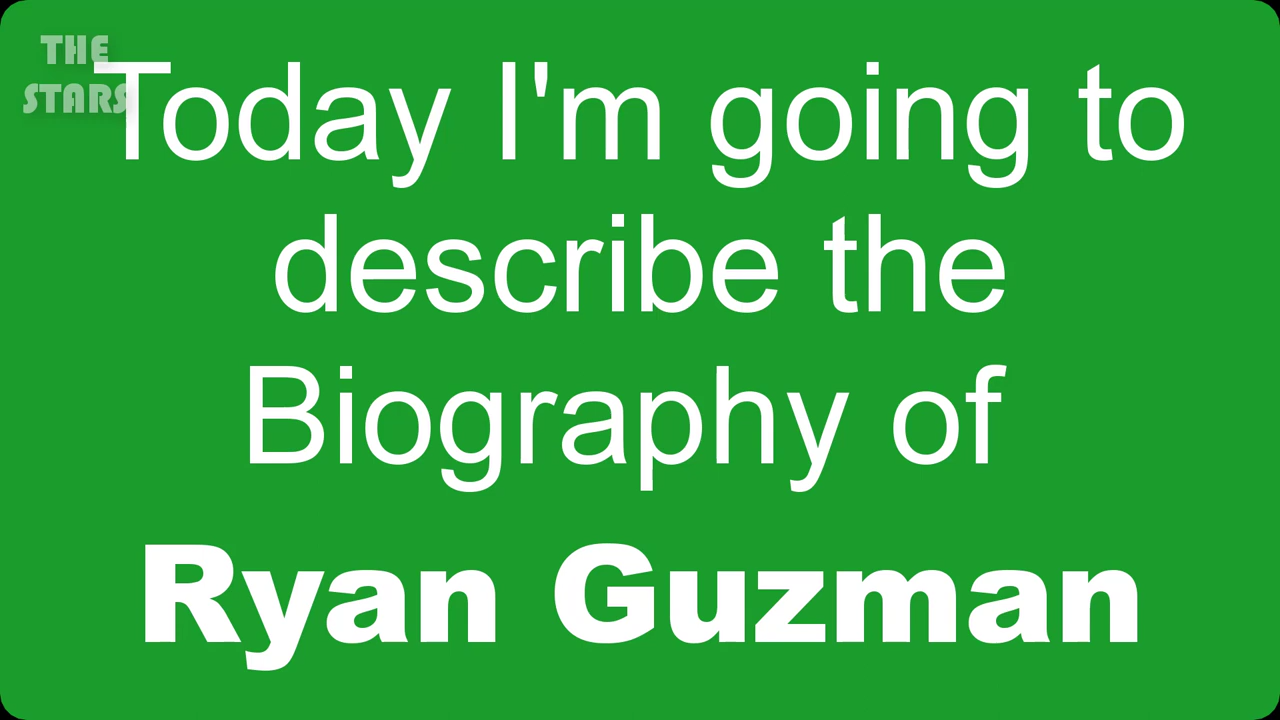 THE
STARS
Today I'm going to
describe the
Biography of
Ryan Guzman